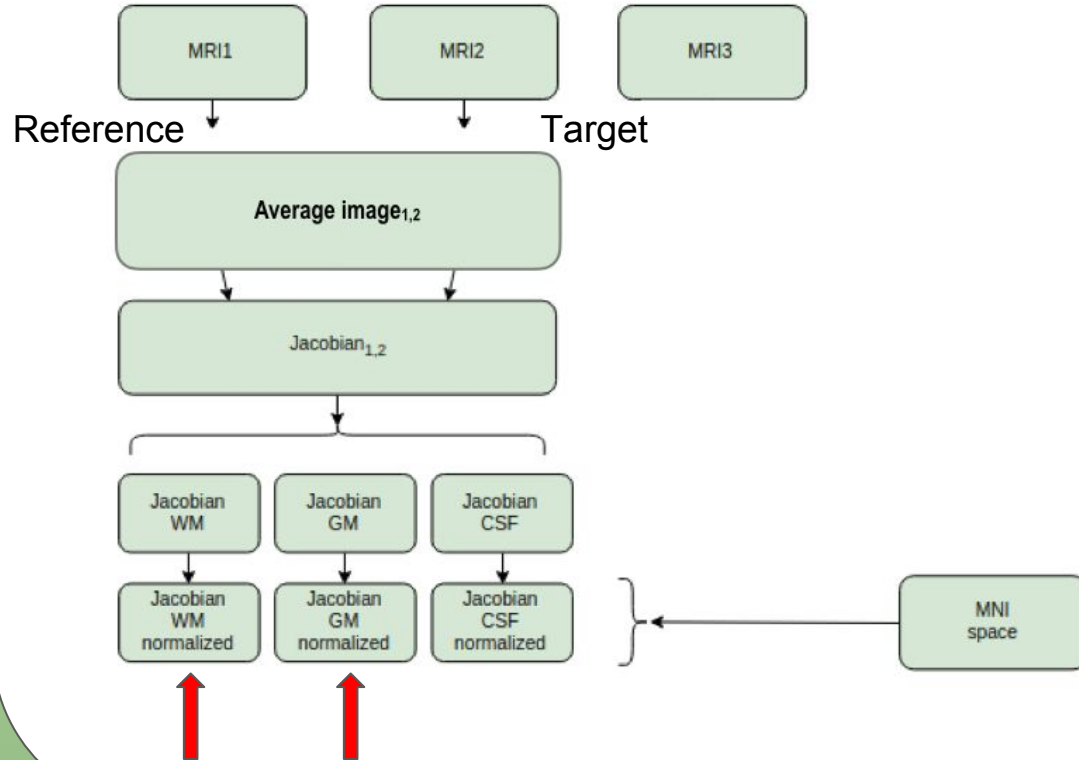 MRI1
MRI2
MRI3
Reference
Target
Average image1,2
Jacobian1,2
Jacobian
WM
Jacobian
GM
Jacobian
CSF
Jacobian
WM
normalized
Jacobian
GM
normalized
Jacobian
CSF
normalized
MNI
space